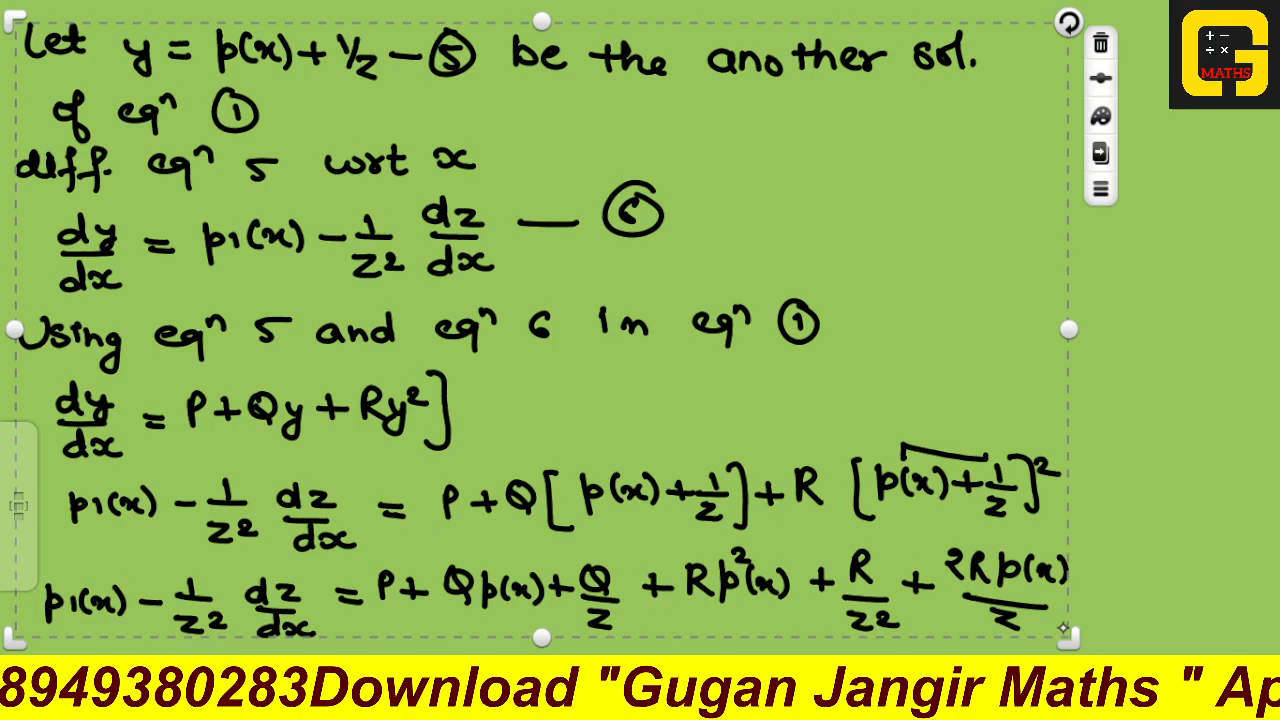 Let y = p(x) + 1/z — ⑤ be the another sol.
of eqⁿ ①
diff. eqⁿ 5 wrt x
dy/dx = p₁(x) − 1/z² dz/dx — ⑥
Using eqⁿ 5 and eqⁿ 6 in eqⁿ ①
dy/dx = P + Qy + Ry² ]
p₁(x) − 1/z² dz/dx = P + Q[p(x) + 1/z] + R [p(x) + 1/z]²
p₁(x) − 1/z² dz/dx = P + Qp(x) + Q/z + Rp²(x) + R/z² + 2Rp(x)/z
+ −
÷ ×
MATHS
8949380283Download "Gugan Jangir Maths " Ap